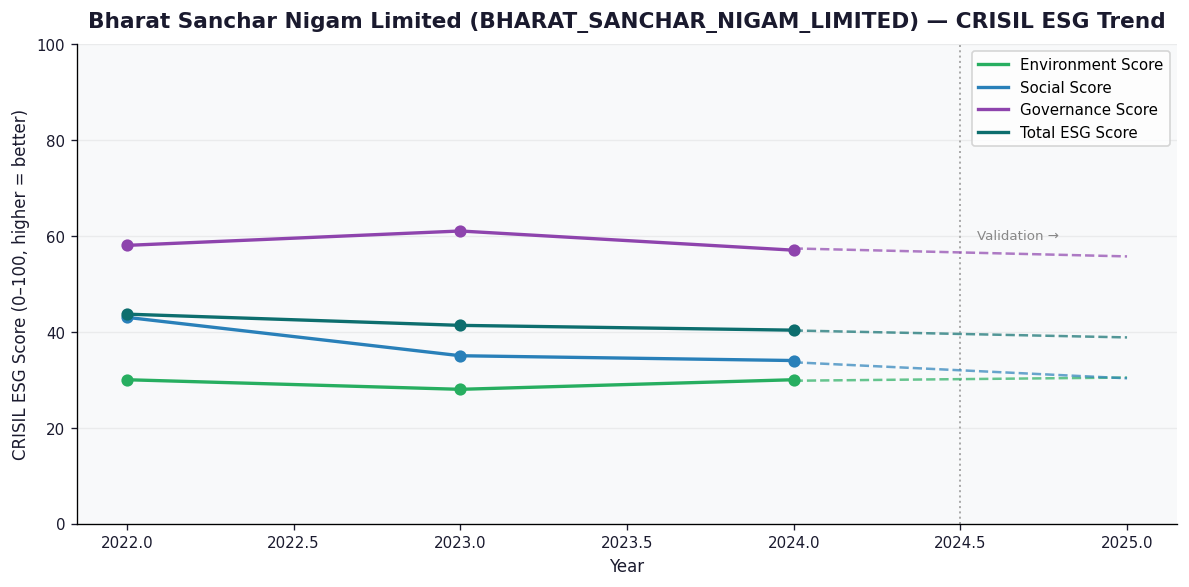 Bharat Sanchar Nigam Limited (BHARAT_SANCHAR_NIGAM_LIMITED) — CRISIL ESG Trend
CRISIL ESG Score (0–100, higher = better)
100
80
60
40
20
0
Environment Score
Social Score
Governance Score
Total ESG Score
Validation →
2022.0
2022.5
2023.0
2023.5
2024.0
2024.5
2025.0
Year